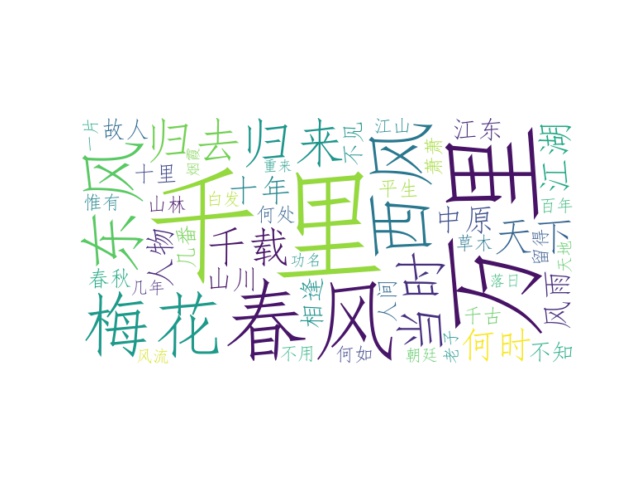 一片
故人
归去
归来
不见
江山
江东
江湖
东风
烟霞
重来
西风
萧萧
万里
十里
千里
十年
平生
百年
惟有
山林
白发
何处
中原
人物
几番
千载
草木
天下
留得
天地
春秋
几年
山川
功名
相逢
人间
当时
落日
风雨
梅花
春风
千古
风流
不用
何如
朝廷
老子
何时
不知